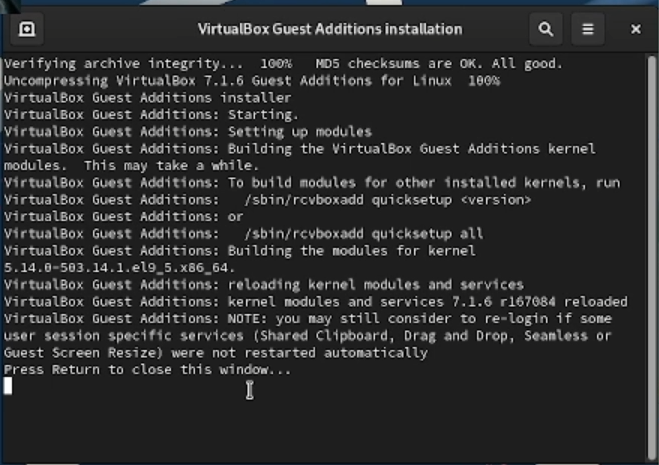 VirtualBox Guest Additions installation
Verifying archive integrity...  100%   MD5 checksums are OK. All good.
Uncompressing VirtualBox 7.1.6 Guest Additions for Linux  100%
VirtualBox Guest Additions installer
VirtualBox Guest Additions: Starting.
VirtualBox Guest Additions: Setting up modules
VirtualBox Guest Additions: Building the VirtualBox Guest Additions kernel
modules.  This may take a while.
VirtualBox Guest Additions: To build modules for other installed kernels, run
VirtualBox Guest Additions:   /sbin/rcvboxadd quicksetup <version>
VirtualBox Guest Additions: or
VirtualBox Guest Additions:   /sbin/rcvboxadd quicksetup all
VirtualBox Guest Additions: Building the modules for kernel
5.14.0-503.14.1.el9_5.x86_64.
VirtualBox Guest Additions: reloading kernel modules and services
VirtualBox Guest Additions: kernel modules and services 7.1.6 r167084 reloaded
VirtualBox Guest Additions: NOTE: you may still consider to re-login if some
user session specific services (Shared Clipboard, Drag and Drop, Seamless or
Guest Screen Resize) were not restarted automatically
Press Return to close this window...